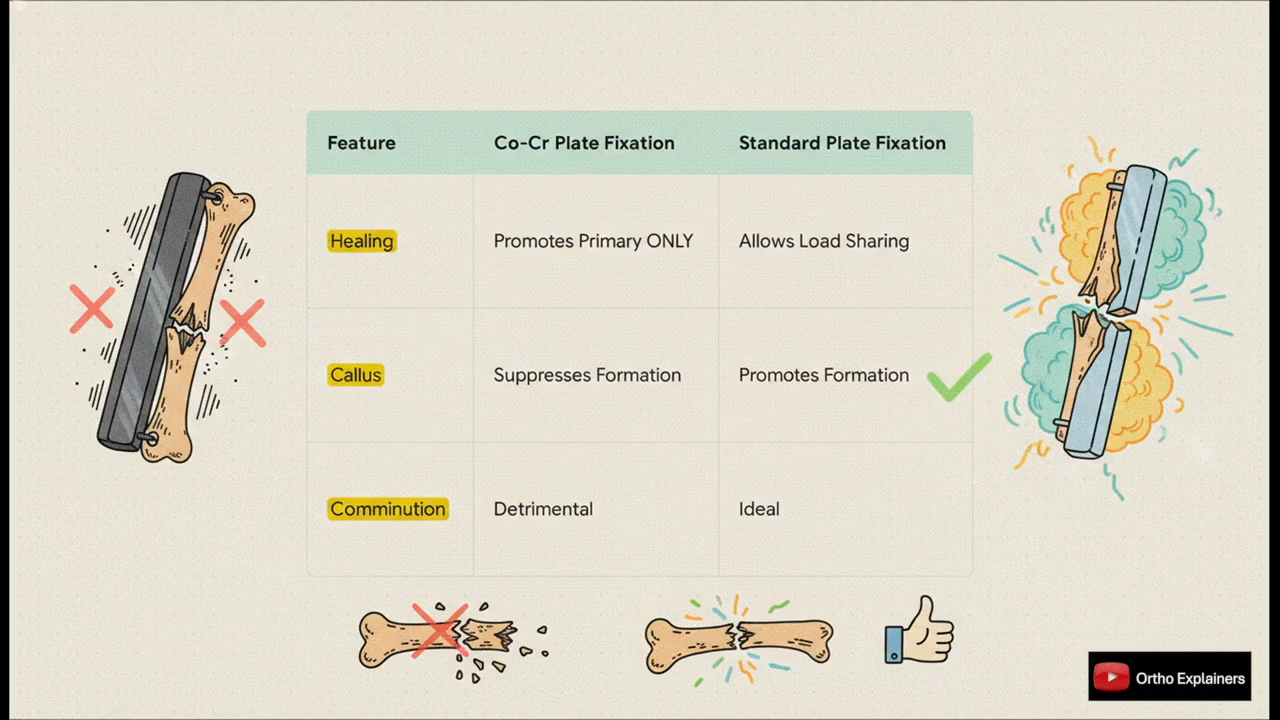 Feature Co-Cr Plate Fixation Standard Plate Fixation
Healing Promotes Primary ONLY Allows Load Sharing
Callus Suppresses Formation Promotes Formation
Comminution Detrimental Ideal
Ortho Explainers